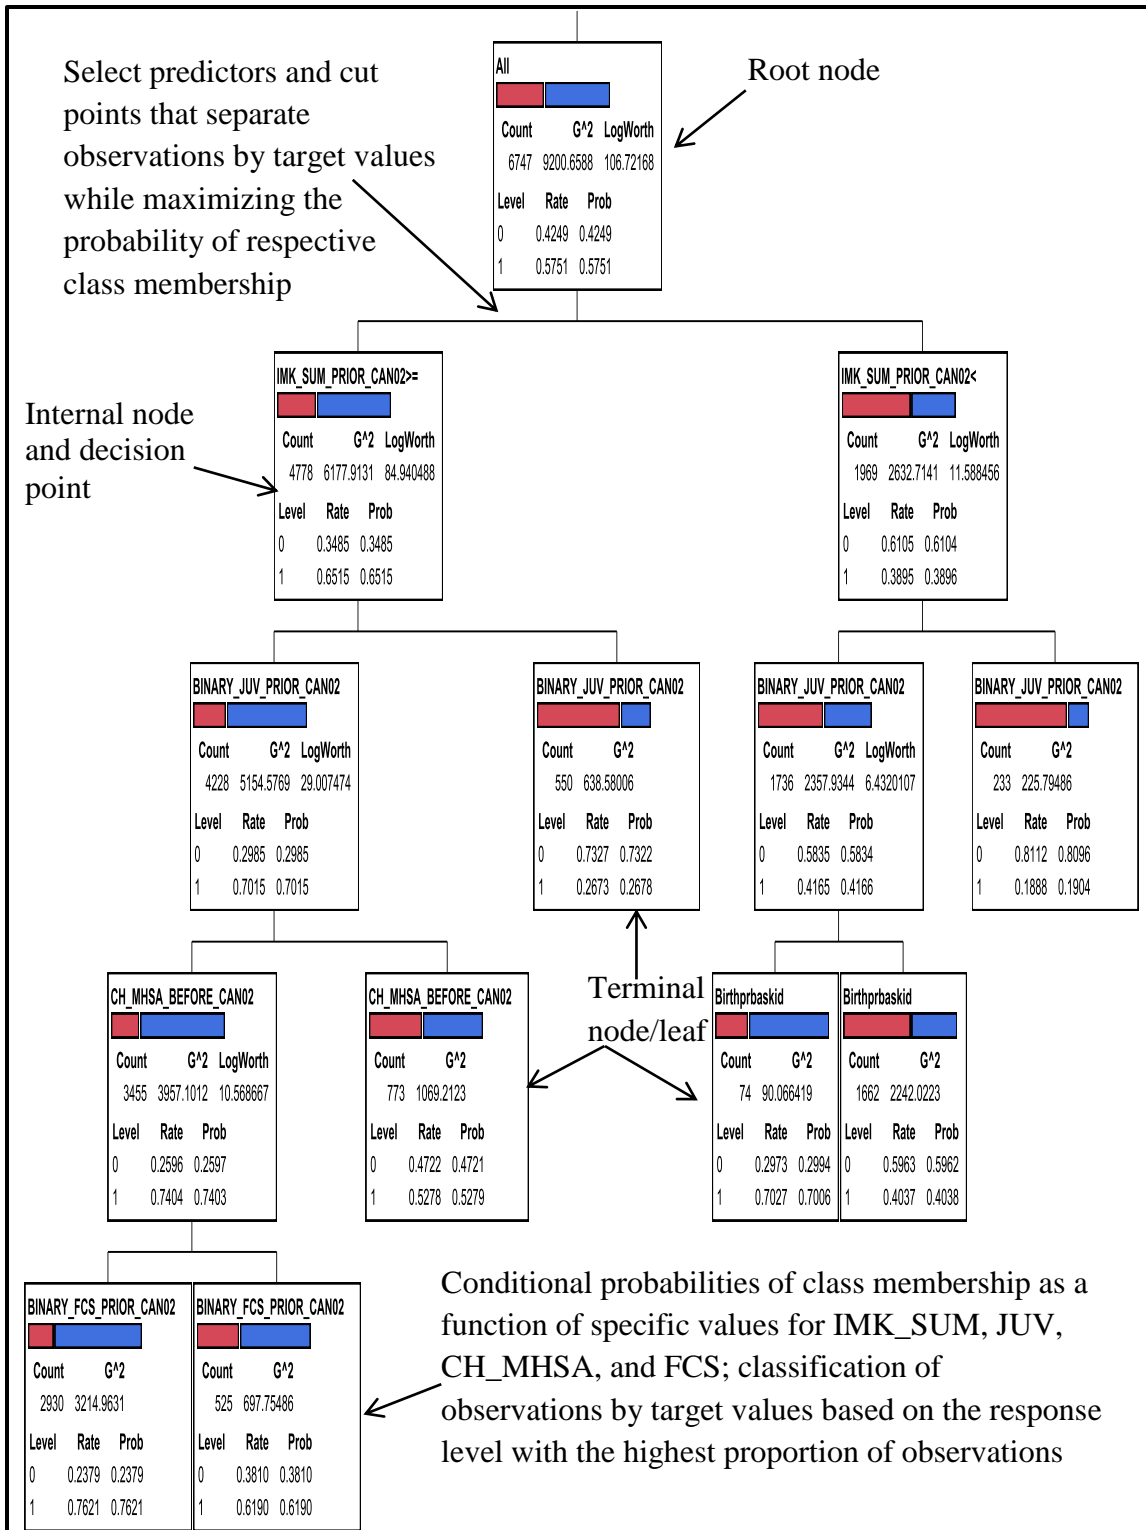 All
Count G^2 LogWorth
6747 9200.6588 106.72168
Level Rate Prob
0 0.4249 0.4249
1 0.5751 0.5751
Root node
Select predictors and cut
points that separate
observations by target values
while maximizing the
probability of respective
class membership
IMK_SUM_PRIOR_CAN02>=
Count G^2 LogWorth
4778 6177.9131 84.940488
Level Rate Prob
0 0.3485 0.3485
1 0.6515 0.6515
IMK_SUM_PRIOR_CAN02<
Count G^2 LogWorth
1969 2632.7141 11.588456
Level Rate Prob
0 0.6105 0.6104
1 0.3895 0.3896
Internal node
and decision
point
BINARY_JUV_PRIOR_CAN02
Count G^2 LogWorth
4228 5154.5769 29.007474
Level Rate Prob
0 0.2985 0.2985
1 0.7015 0.7015
BINARY_JUV_PRIOR_CAN02
Count G^2
550 638.58006
Level Rate Prob
0 0.7327 0.7322
1 0.2673 0.2678
BINARY_JUV_PRIOR_CAN02
Count G^2 LogWorth
1736 2357.9344 6.4320107
Level Rate Prob
0 0.5835 0.5834
1 0.4165 0.4166
BINARY_JUV_PRIOR_CAN02
Count G^2
233 225.79486
Level Rate Prob
0 0.8112 0.8096
1 0.1888 0.1904
CH_MHSA_BEFORE_CAN02
Count G^2 LogWorth
3455 3957.1012 10.568667
Level Rate Prob
0 0.2596 0.2597
1 0.7404 0.7403
CH_MHSA_BEFORE_CAN02
Count G^2
773 1069.2123
Level Rate Prob
0 0.4722 0.4721
1 0.5278 0.5279
Terminal
node/leaf
Birthprbaskid
Count G^2
74 90.066419
Level Rate Prob
0 0.2973 0.2994
1 0.7027 0.7006
Birthprbaskid
Count G^2
1662 2242.0223
Level Rate Prob
0 0.5963 0.5962
1 0.4037 0.4038
BINARY_FCS_PRIOR_CAN02
Count G^2
2930 3214.9631
Level Rate Prob
0 0.2379 0.2379
1 0.7621 0.7621
BINARY_FCS_PRIOR_CAN02
Count G^2
525 697.75486
Level Rate Prob
0 0.3810 0.3810
1 0.6190 0.6190
Conditional probabilities of class membership as a
function of specific values for IMK_SUM, JUV,
CH_MHSA, and FCS; classification of
observations by target values based on the response
level with the highest proportion of observations